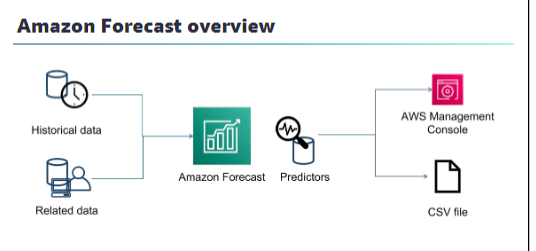 Amazon Forecast overview
Historical data
Related data
Amazon Forecast
Predictors
AWS Management
Console
CSV file